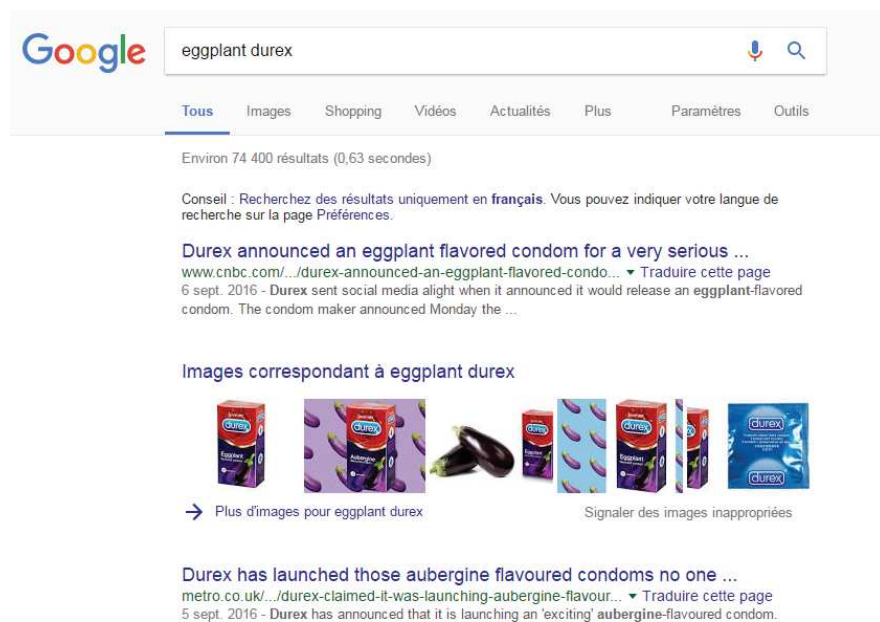 Google
eggplant durex
Tous Images Shopping Vidéos Actualités Plus Paramètres Outils
Environ 74 400 résultats (0,63 secondes)
Conseil : Recherchez des résultats uniquement en français. Vous pouvez indiquer votre langue de
recherche sur la page Préférences.
Durex announced an eggplant flavored condom for a very serious ...
www.cnbc.com/.../durex-announced-an-eggplant-flavored-condo... ▼ Traduire cette page
6 sept. 2016 - Durex sent social media alight when it announced it would release an eggplant-flavored
condom. The condom maker announced Monday the ...
Images correspondant à eggplant durex
durex
Eggplant
durex
Aubergine
durex
Eggplant
durex
Eggplant
durex
durex
durex
→ Plus d'images pour eggplant durex Signaler des images inappropriées
Durex has launched those aubergine flavoured condoms no one ...
metro.co.uk/.../durex-claimed-it-was-launching-aubergine-flavour... ▼ Traduire cette page
5 sept. 2016 - Durex has announced that it is launching an 'exciting' aubergine-flavoured condom.